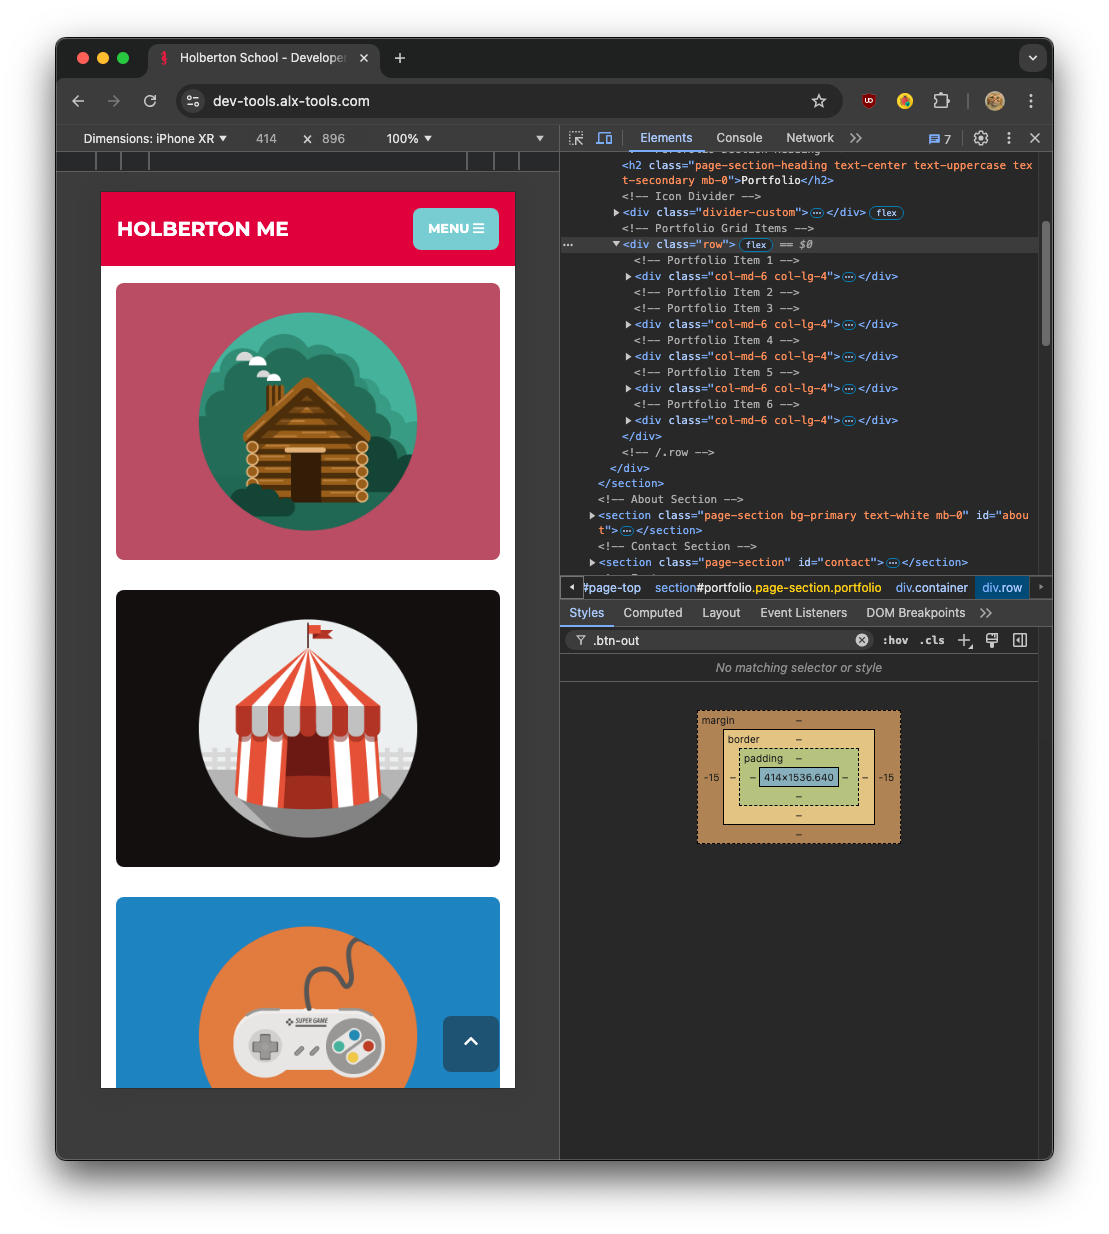 Holberton School - Developer
dev-tools.alx-tools.com
Dimensions: iPhone XR 414 x 896 100%
Elements Console Network 7
HOLBERTON ME
MENU
SUPER GAME
<h2 class="page-section-heading text-center text-uppercase tex
t-secondary mb-0">Portfolio</h2>
<!-- Icon Divider -->
<div class="divider-custom">…</div> flex
<!-- Portfolio Grid Items -->
<div class="row"> flex == $0
<!-- Portfolio Item 1 -->
<div class="col-md-6 col-lg-4">…</div>
<!-- Portfolio Item 2 -->
<!-- Portfolio Item 3 -->
<div class="col-md-6 col-lg-4">…</div>
<!-- Portfolio Item 4 -->
<div class="col-md-6 col-lg-4">…</div>
<!-- Portfolio Item 5 -->
<div class="col-md-6 col-lg-4">…</div>
<!-- Portfolio Item 6 -->
<div class="col-md-6 col-lg-4">…</div>
</div>
<!-- /.row -->
</div>
</section>
<!-- About Section -->
<section class="page-section bg-primary text-white mb-0" id="abou
t">…</section>
<!-- Contact Section -->
<section class="page-section" id="contact">…</section>
#page-top section#portfolio.page-section.portfolio div.container div.row
Styles Computed Layout Event Listeners DOM Breakpoints
.btn-out :hov .cls
No matching selector or style
margin –
border –
padding –
-15 – – 414×1536.640 – – -15
–
–
–